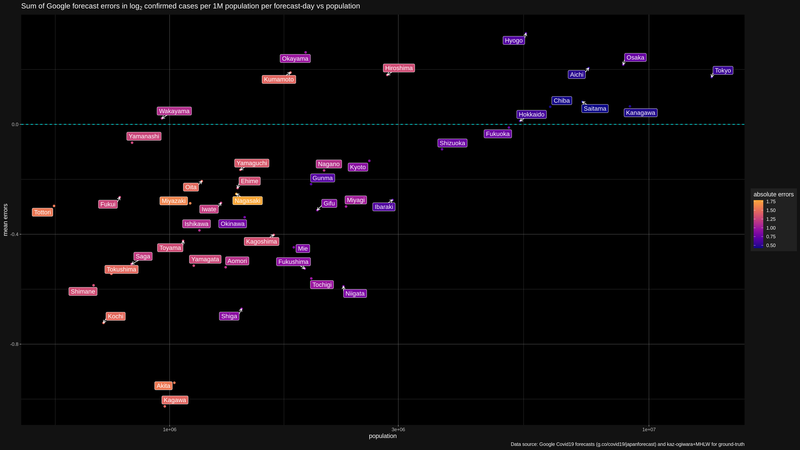 Sum of Google forecast errors in log2 confirmed cases per 1M population per forecast-day vs population
Hyogo
Okayama
Osaka
Hiroshima
Tokyo
Kumamoto
Aichi
Chiba
Saitama
Wakayama
Hokkaido
Kanagawa
0.0
Yamanashi
Fukuoka
Shizuoka
Yamaguchi
Nagano
Kyoto
Ehime
Gunma
Oita
absolute errors
Miyazaki
Nagasaki
Miyagi
1.75
Fukui
Gifu
Ibaraki
1.50
Tottori
Iwate
1.25
mean errors
Ishikawa
Okinawa
1.00
-0.4
0.75
Kagoshima
0.50
Toyama
Mie
Saga
Yamagata
Aomori
Fukushima
Tokushima
Tochigi
Shimane
Niigata
Kochi
Shiga
-0.8
Akita
Kagawa
1e+06
3e+06
1e+07
population
Data source: Google Covid19 forecasts (g.co/covid19/japanforecast) and kaz-ogiwara+MHLW for ground-truth